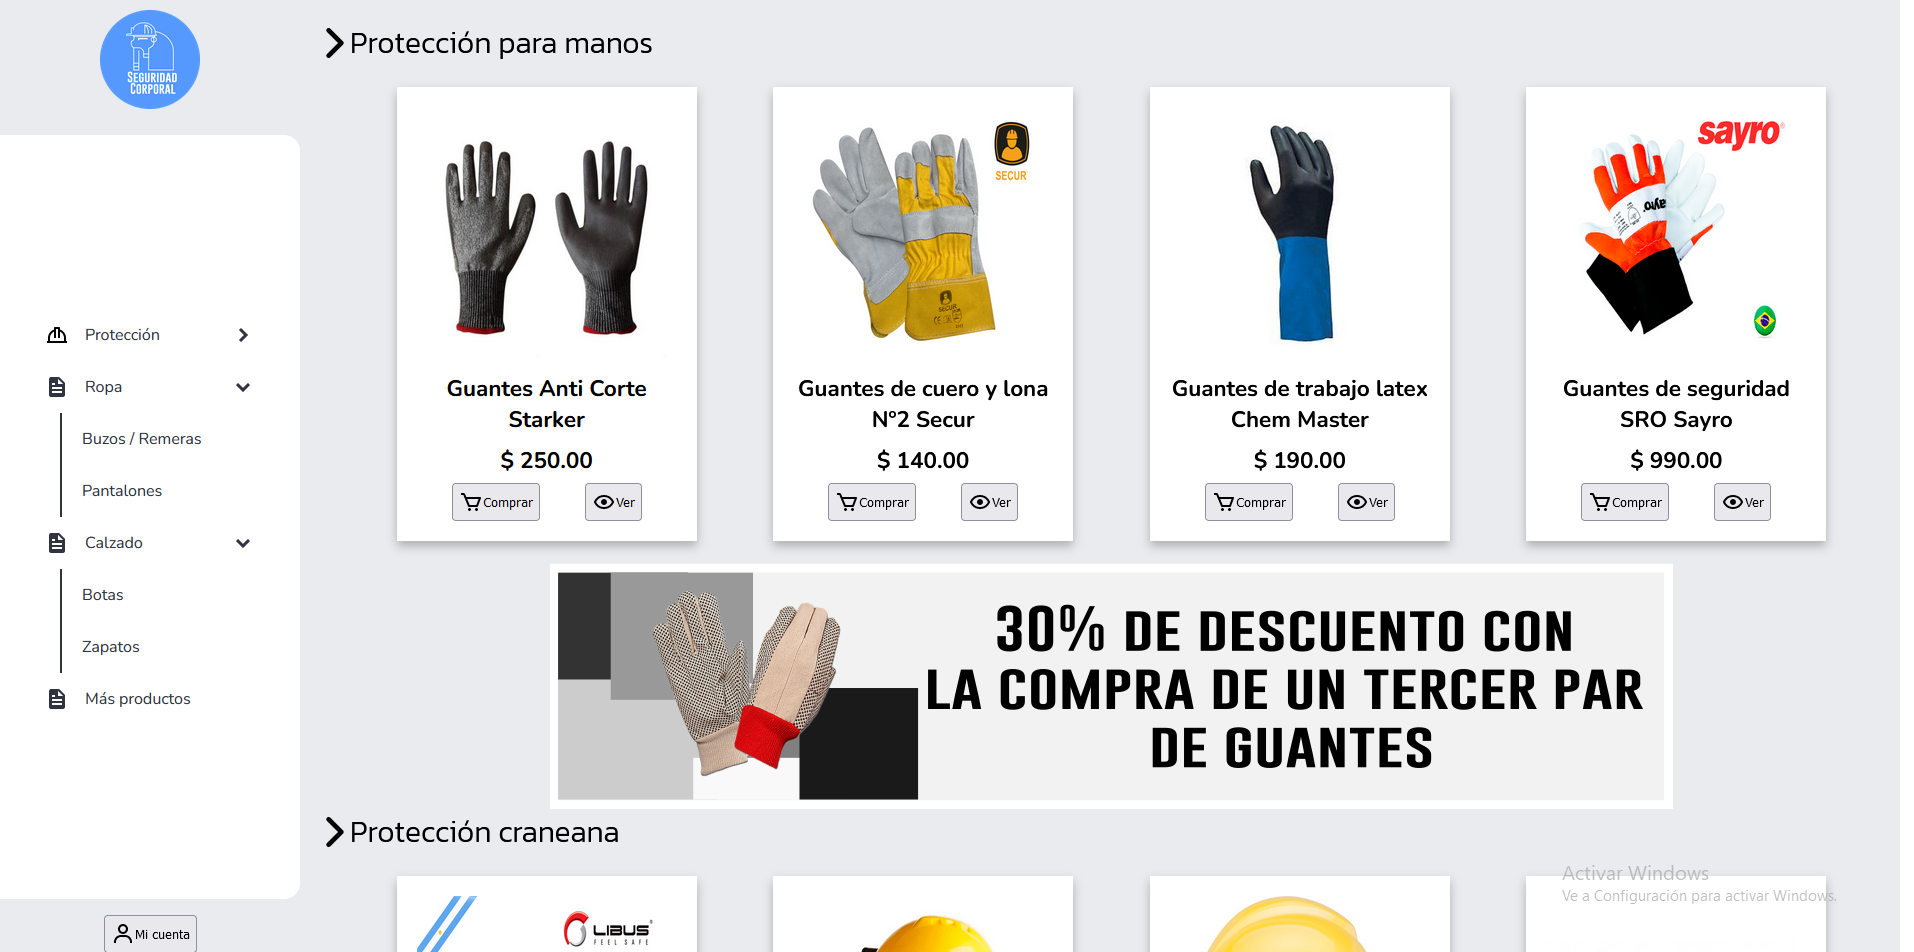 SEGURIDAD
CORPORAL
Protección
Ropa
Buzos / Remeras
Pantalones
Calzado
Botas
Zapatos
Más productos
Mi cuenta
Protección para manos
Guantes Anti Corte
Starker
$ 250.00
Comprar Ver
SECUR
SECUR
Guantes de cuero y lona
N°2 Secur
$ 140.00
Comprar Ver
Guantes de trabajo latex
Chem Master
$ 190.00
Comprar Ver
sayro
sayro
Guantes de seguridad
SRO Sayro
$ 990.00
Comprar Ver
30% DE DESCUENTO CON
LA COMPRA DE UN TERCER PAR
DE GUANTES
Protección craneana
LIBUS
FEEL SAFE
Activar Windows
Ve a Configuración para activar Windows.